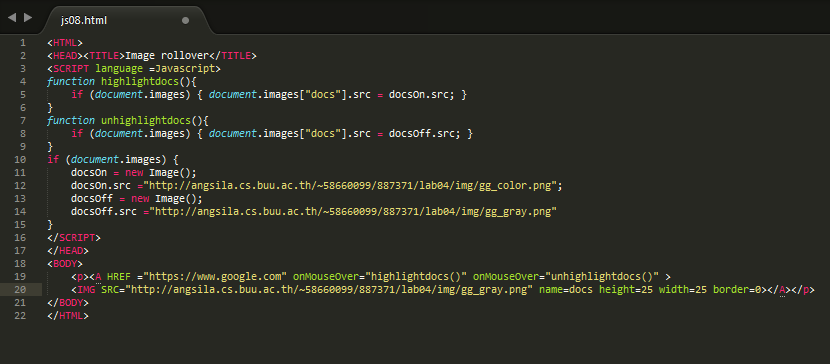 js08.html
1 <HTML>
2 <HEAD><TITLE>Image rollover</TITLE>
3 <SCRIPT language =Javascript>
4 function highlightdocs(){
5     if (document.images) { document.images["docs"].src = docsOn.src; }
6 }
7 function unhighlightdocs(){
8     if (document.images) { document.images["docs"].src = docsOff.src; }
9 }
10 if (document.images) {
11     docsOn = new Image();
12     docsOn.src ="http://angsila.cs.buu.ac.th/~58660099/887371/lab04/img/gg_color.png";
13     docsOff = new Image();
14     docsOff.src ="http://angsila.cs.buu.ac.th/~58660099/887371/lab04/img/gg_gray.png"
15 }
16 </SCRIPT>
17 </HEAD>
18 <BODY>
19     <p><A HREF ="https://www.google.com" onMouseOver="highlightdocs()" onMouseOver="unhighlightdocs()" >
20     <IMG SRC="http://angsila.cs.buu.ac.th/~58660099/887371/lab04/img/gg_gray.png" name=docs height=25 width=25 border=0></A></p>
21 </BODY>
22 </HTML>